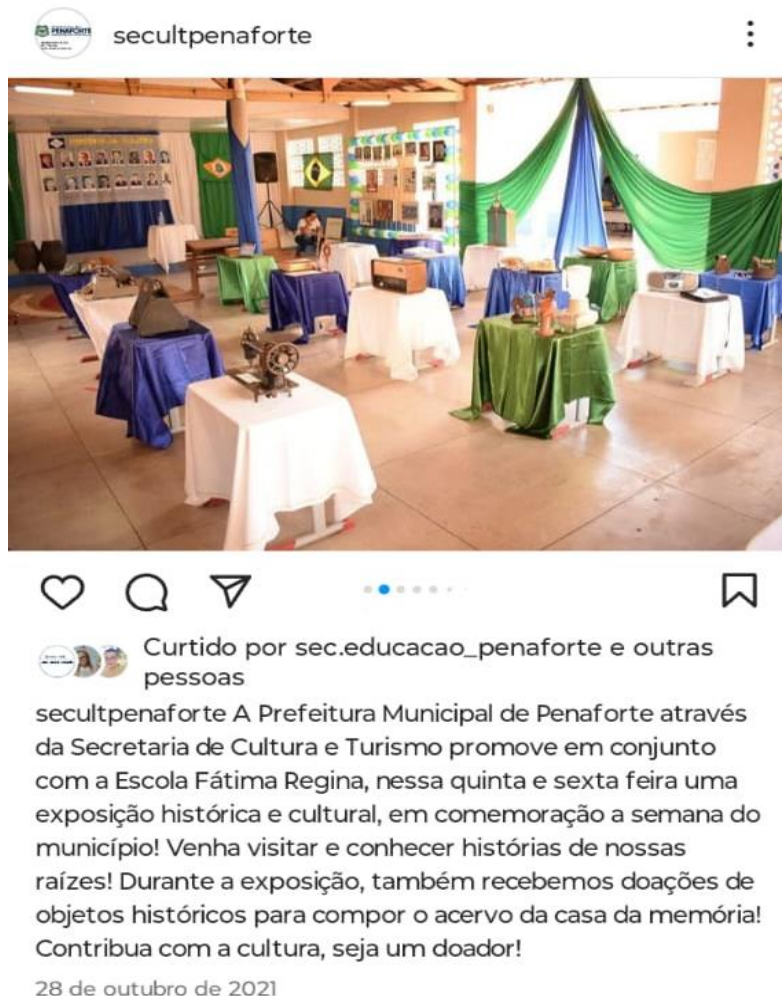 PENAFORTE
secultpenaforte
Curtido por sec.educacao_penaforte e outras
pessoas
secultpenaforte A Prefeitura Municipal de Penaforte através
da Secretaria de Cultura e Turismo promove em conjunto
com a Escola Fátima Regina, nessa quinta e sexta feira uma
exposição histórica e cultural, em comemoração a semana do
município! Venha visitar e conhecer histórias de nossas
raízes! Durante a exposição, também recebemos doações de
objetos históricos para compor o acervo da casa da memória!
Contribua com a cultura, seja um doador!
28 de outubro de 2021